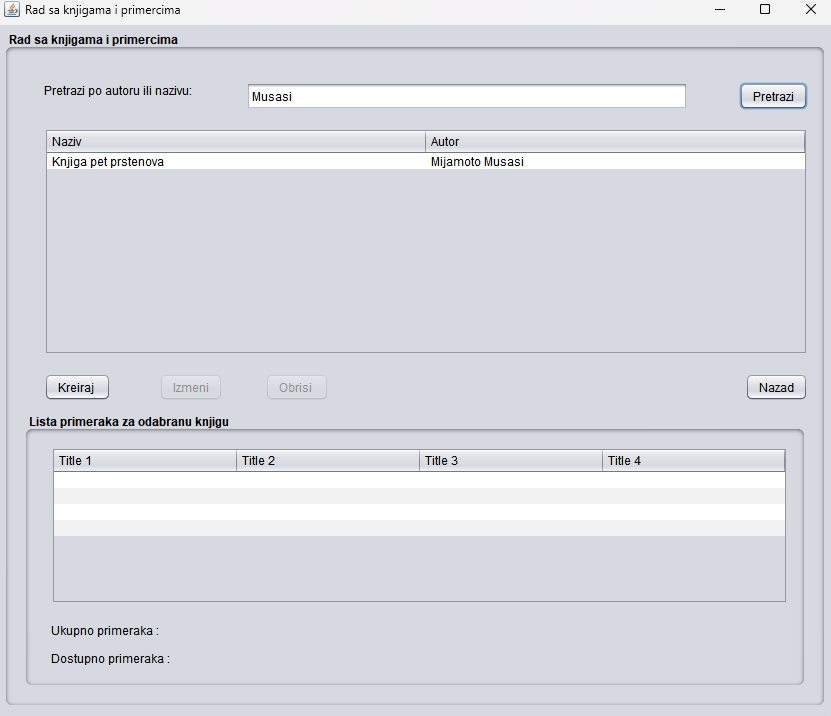 Rad sa knjigama i primercima
Rad sa knjigama i primercima
Pretrazi po autoru ili nazivu: Musasi Pretrazi
Naziv Autor
Knjiga pet prstenova Mijamoto Musasi
Kreiraj Izmeni Obrisi Nazad
Lista primeraka za odabranu knjigu
Title 1 Title 2 Title 3 Title 4
Ukupno primeraka :
Dostupno primeraka :